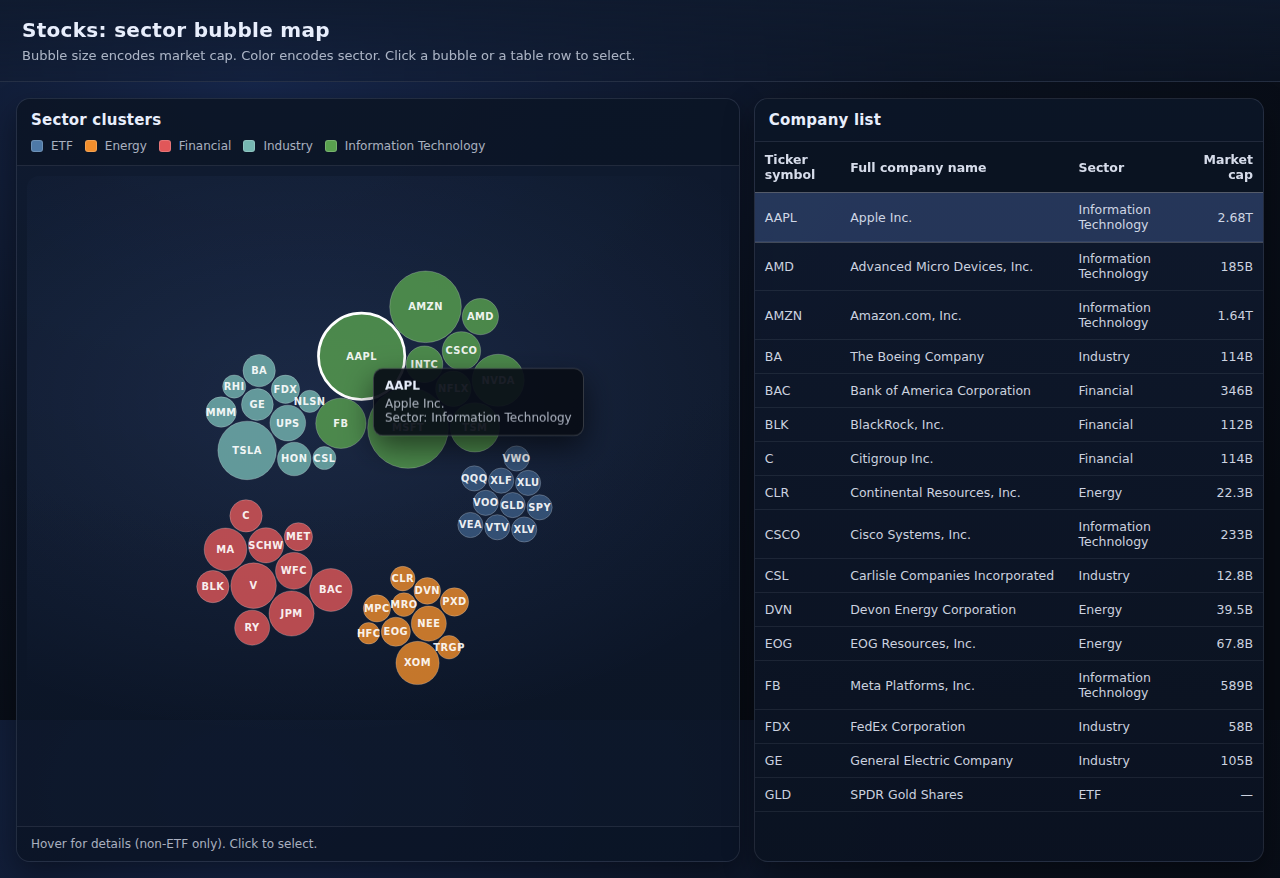 Stocks: sector bubble map
Bubble size encodes market cap. Color encodes sector. Click a bubble or a table row to select.
Sector clusters
ETF Energy Financial Industry Information Technology
AMZN
AMD
CSCO
AAPL
INTC
NVDA
NFLX
AAPL
Apple Inc.
Sector: Information Technology
FB
BA
RHI
FDX
NLSN
GE
MMM
UPS
TSLA
HON
CSL
VWO
QQQ
XLF
XLU
VOO
GLD
SPY
VEA
VTV
XLV
C
MA
SCHW
MET
WFC
BLK
V
BAC
JPM
RY
CLR
DVN
MPC
MRO
PXD
HFC
EOG
NEE
TRGP
XOM
Hover for details (non-ETF only). Click to select.
Company list
Ticker symbol Full company name Sector Market cap
AAPL Apple Inc. Information Technology 2.68T
AMD Advanced Micro Devices, Inc. Information Technology 185B
AMZN Amazon.com, Inc. Information Technology 1.64T
BA The Boeing Company Industry 114B
BAC Bank of America Corporation Financial 346B
BLK BlackRock, Inc. Financial 112B
C Citigroup Inc. Financial 114B
CLR Continental Resources, Inc. Energy 22.3B
CSCO Cisco Systems, Inc. Information Technology 233B
CSL Carlisle Companies Incorporated Industry 12.8B
DVN Devon Energy Corporation Energy 39.5B
EOG EOG Resources, Inc. Energy 67.8B
FB Meta Platforms, Inc. Information Technology 589B
FDX FedEx Corporation Industry 58B
GE General Electric Company Industry 105B
GLD SPDR Gold Shares ETF —